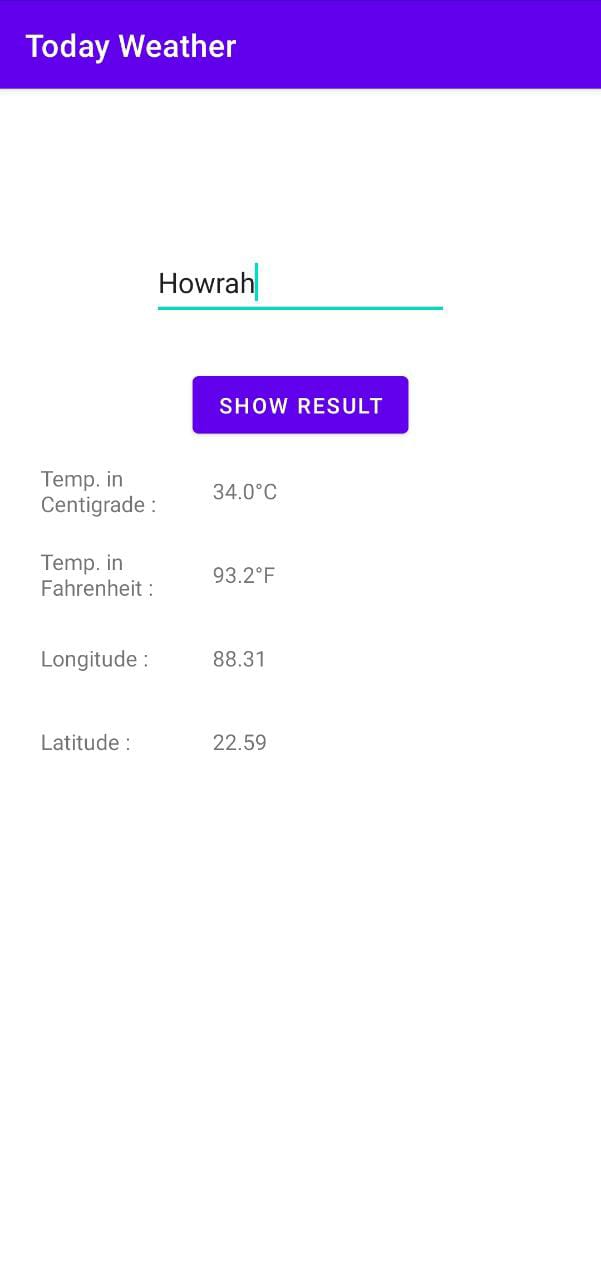 Today Weather
Howrah
SHOW RESULT
Temp. in
Centigrade :
34.0°C
Temp. in
Fahrenheit :
93.2°F
Longitude :
88.31
Latitude :
22.59